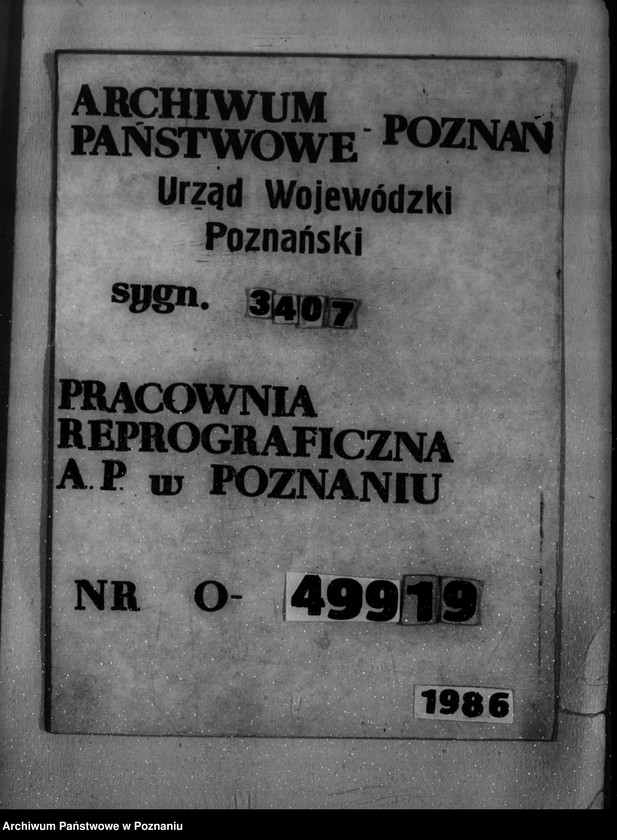 ARCHIWUM
PAŃSTWOWE - POZNAŃ
Urząd Wojewódzki
Poznański
sygn. 3407
PRACOWNIA
REPROGRAFICZNA
A.P. w POZNANIU
NR O- 49919
1986
Archiwum Państwowe w Poznaniu